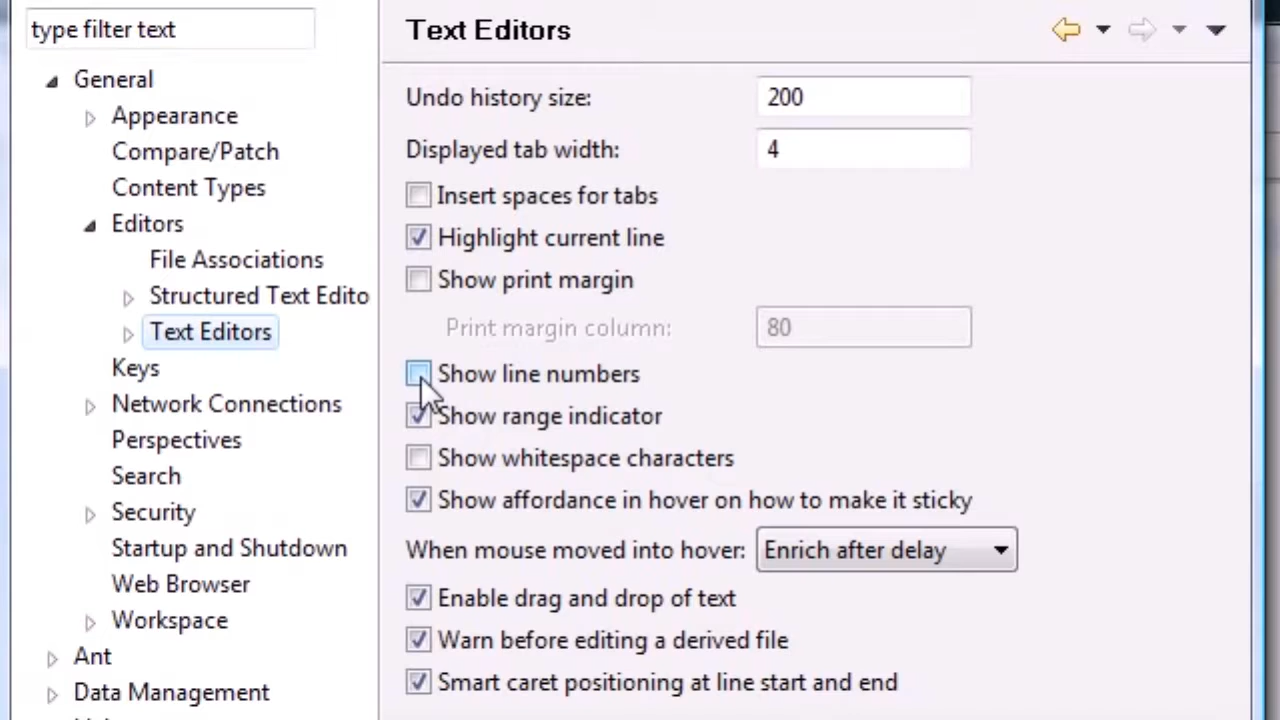 type filter text
General
Appearance
Compare/Patch
Content Types
Editors
File Associations
Structured Text Edito
Text Editors
Keys
Network Connections
Perspectives
Search
Security
Startup and Shutdown
Web Browser
Workspace
Ant
Data Management
Text Editors
Undo history size: 200
Displayed tab width: 4
Insert spaces for tabs
Highlight current line
Show print margin
Print margin column: 80
Show line numbers
Show range indicator
Show whitespace characters
Show affordance in hover on how to make it sticky
When mouse moved into hover: Enrich after delay
Enable drag and drop of text
Warn before editing a derived file
Smart caret positioning at line start and end